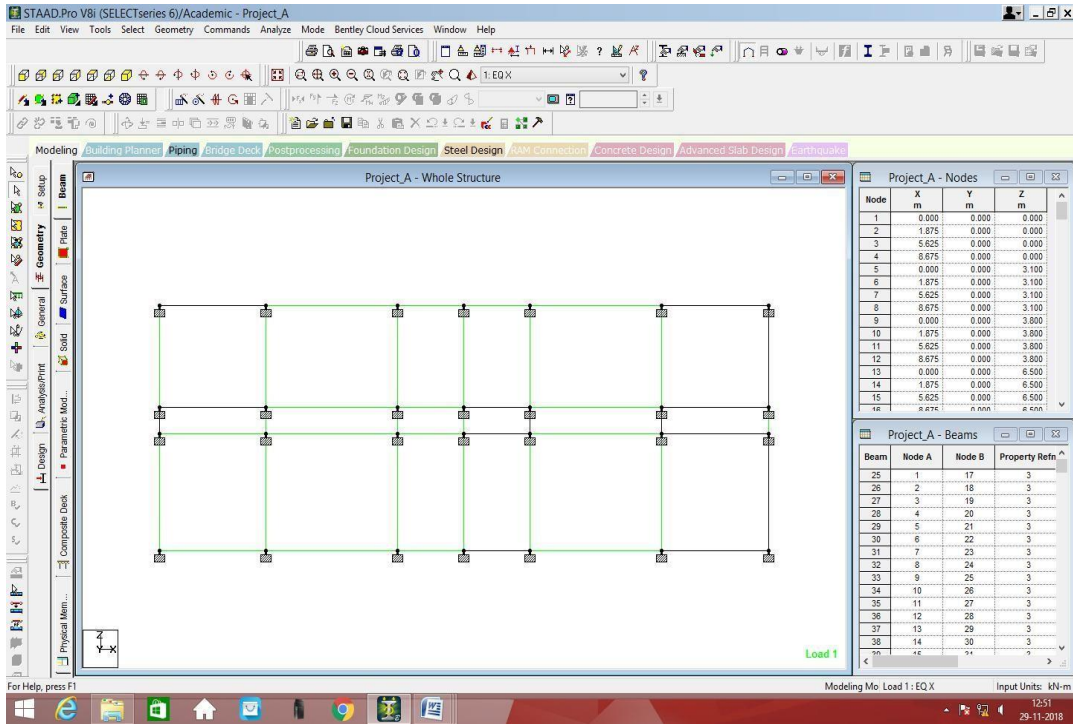 STAAD.Pro V8i (SELECTseries 6)/Academic - Project_A
File Edit View Tools Select Geometry Commands Analyze Mode Bentley Cloud Services Window Help
1: EQ X
Modeling Building Planner Piping Bridge Deck Postprocessing Foundation Design Steel Design RAM Connection Concrete Design Advanced Slab Design Earthquake
Setup
Geometry
General
Analysis/Print
Design
Beam
Plate
Surface
Solid
Parametric Mod...
Composite Deck
Physical Mem...
Project_A - Whole Structure
Z
Y X
Load 1
Project_A - Nodes
Node X m Y m Z m
1 0.000 0.000 0.000
2 1.875 0.000 0.000
3 5.625 0.000 0.000
4 8.675 0.000 0.000
5 0.000 0.000 3.100
6 1.875 0.000 3.100
7 5.625 0.000 3.100
8 8.675 0.000 3.100
9 0.000 0.000 3.800
10 1.875 0.000 3.800
11 5.625 0.000 3.800
12 8.675 0.000 3.800
13 0.000 0.000 6.500
14 1.875 0.000 6.500
15 5.625 0.000 6.500
16 8.675 0.000 6.500
Project_A - Beams
Beam Node A Node B Property Refn
25 1 17 3
26 2 18 3
27 3 19 3
28 4 20 3
29 5 21 3
30 6 22 3
31 7 23 3
32 8 24 3
33 9 25 3
34 10 26 3
35 11 27 3
36 12 28 3
37 13 29 3
38 14 30 3
39 15 31 3
For Help, press F1
Modeling Mo Load 1 : EQ X Input Units: kN-m
12:51
29-11-2018